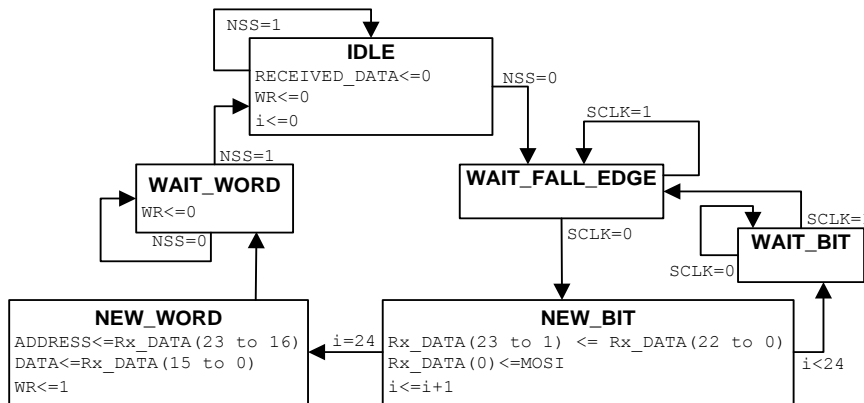 NSS=1
IDLE
RECEIVED_DATA<=0
WR<=0
i<=0
NSS=0
SCLK=1
NSS=1
WAIT_WORD
WR<=0
NSS=0
WAIT_FALL_EDGE
SCLK=0
SCLK=1
WAIT_BIT
SCLK=0
NEW_WORD
ADDRESS<=Rx_DATA(23 to 16)
DATA<=Rx_DATA(15 to 0)
WR<=1
i=24
NEW_BIT
Rx_DATA(23 to 1) <= Rx_DATA(22 to 0)
Rx_DATA(0)<=MOSI
i<=i+1
i<24